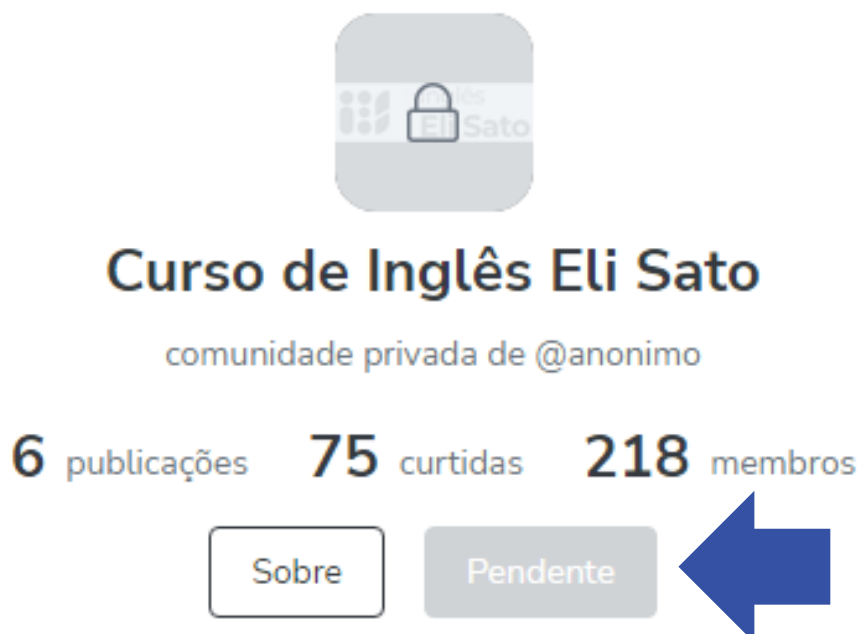 Inglês
Eli Sato
Curso de Inglês Eli Sato
comunidade privada de @anonimo
6 publicações 75 curtidas 218 membros
Sobre Pendente